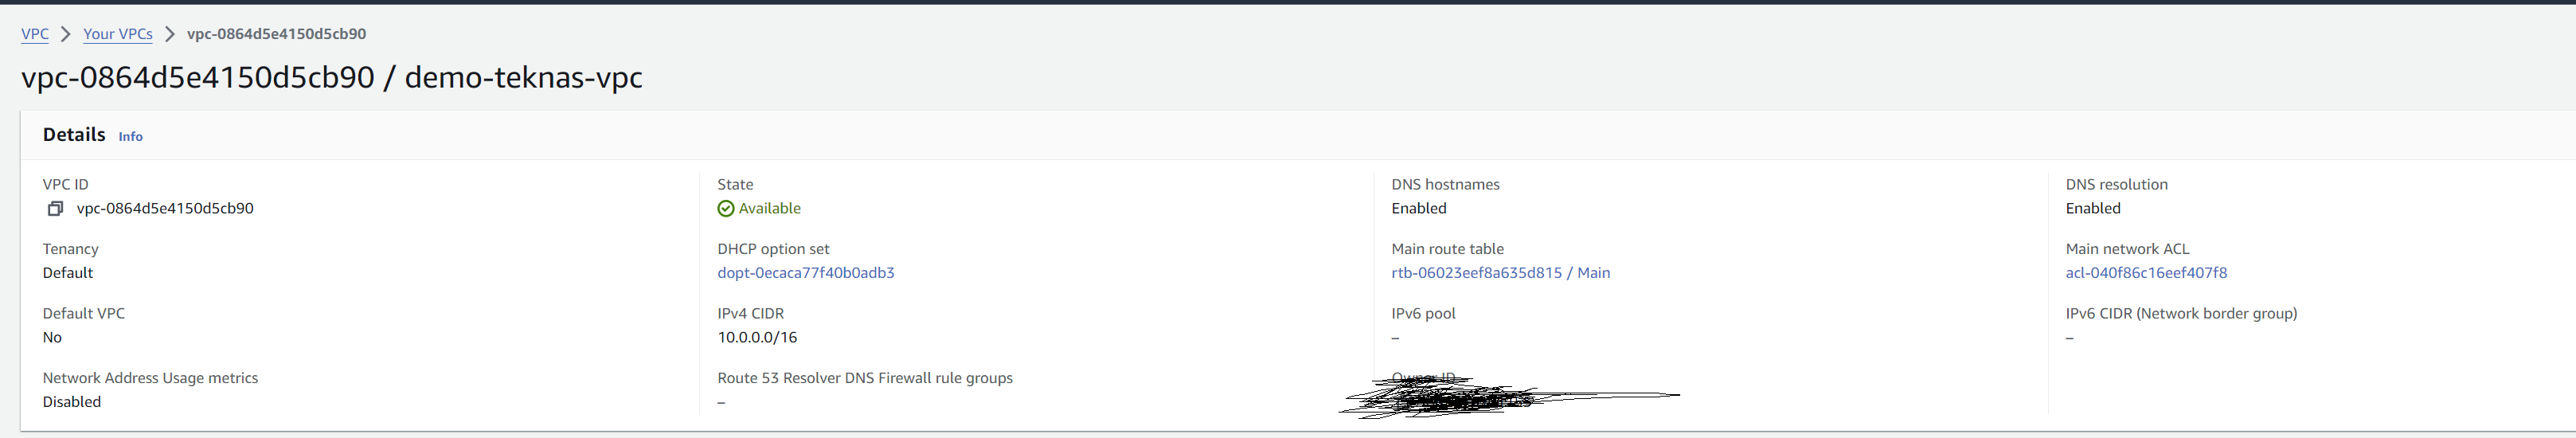 VPC > Your VPCs > vpc-0864d5e4150d5cb90
vpc-0864d5e4150d5cb90 / demo-teknas-vpc
Details Info
VPC ID
vpc-0864d5e4150d5cb90
Tenancy
Default
Default VPC
No
Network Address Usage metrics
Disabled
State
Available
DHCP option set
dopt-0ecaca77f40b0adb3
IPv4 CIDR
10.0.0.0/16
Route 53 Resolver DNS Firewall rule groups
–
DNS hostnames
Enabled
Main route table
rtb-06023eef8a635d815 / Main
IPv6 pool
–
Owner ID
DNS resolution
Enabled
Main network ACL
acl-040f86c16eef407f8
IPv6 CIDR (Network border group)
–